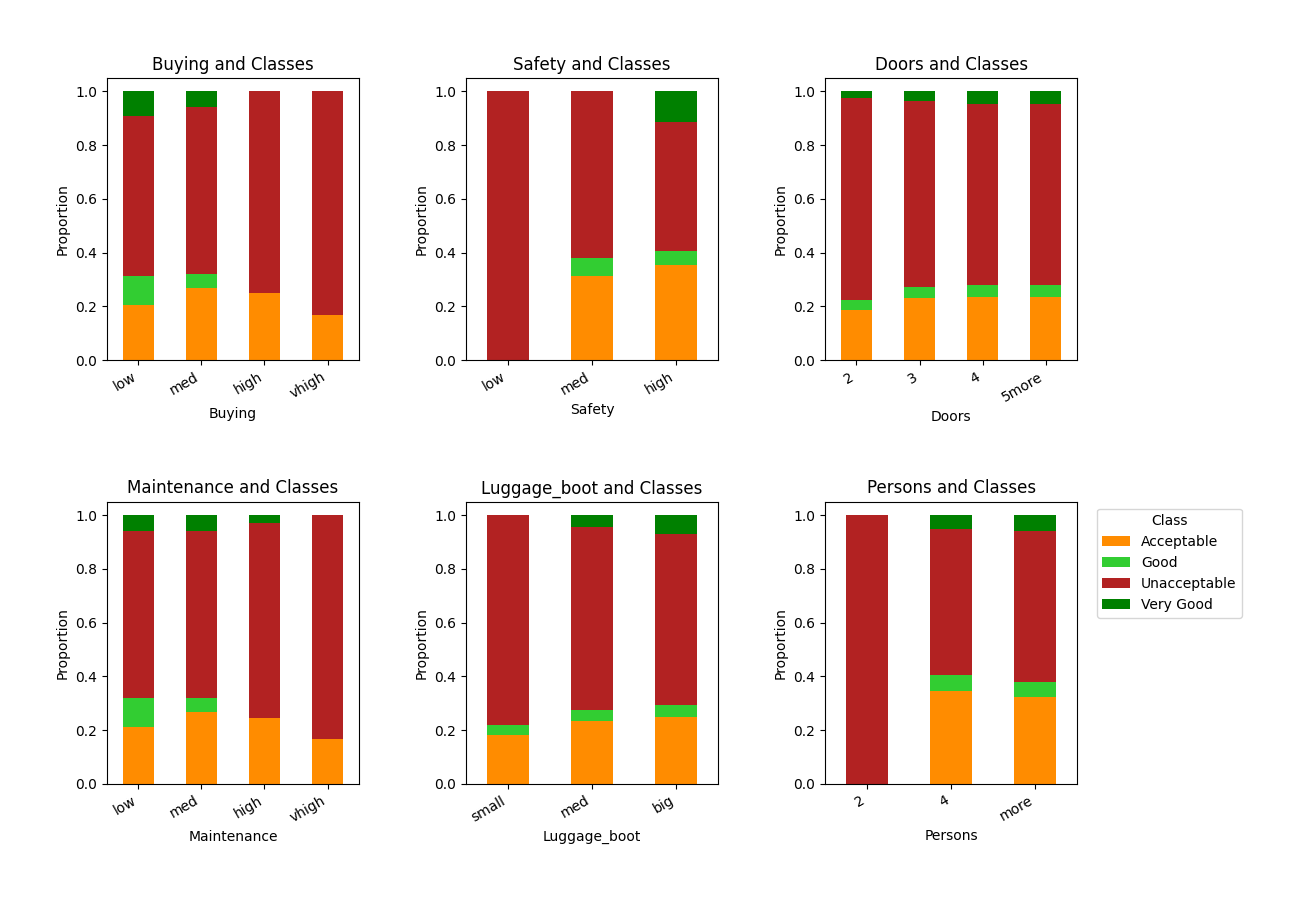 Buying and Classes
1.0
0.8
0.6
0.4
0.2
0.0
Proportion
low med high vhigh
Buying
Safety and Classes
1.0
0.8
0.6
0.4
0.2
0.0
Proportion
low med high
Safety
Doors and Classes
1.0
0.8
0.6
0.4
0.2
0.0
Proportion
2 3 4 5more
Doors
Maintenance and Classes
1.0
0.8
0.6
0.4
0.2
0.0
Proportion
low med high vhigh
Maintenance
Luggage_boot and Classes
1.0
0.8
0.6
0.4
0.2
0.0
Proportion
small med big
Luggage_boot
Persons and Classes
1.0
0.8
0.6
0.4
0.2
0.0
Proportion
2 4 more
Persons
Class
Acceptable
Good
Unacceptable
Very Good